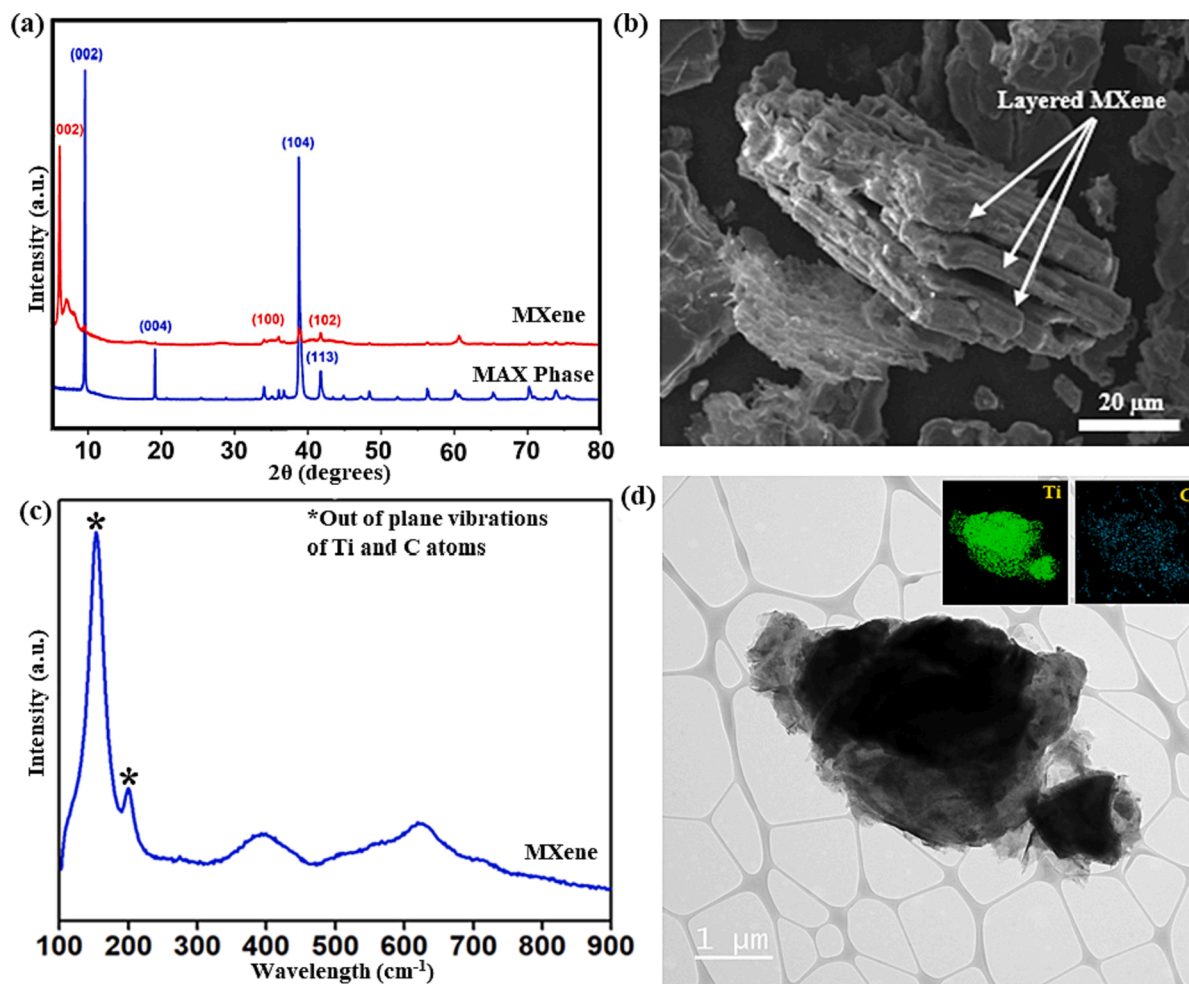 (a)
(002)
002)
(104)
(004)
(100)
(102)
(113)
MXene
MAX Phase
Intensity (a.u.)
10
20
30
40
50
60
70
80
2θ (degrees)
(b)
Layered MXene
20 μm
(c)
*
*
*Out of plane vibrations
of Ti and C atoms
MXene
Intensity (a.u.)
100 200 300 400 500 600 700 800 900
Wavelength (cm-1)
(d)
Ti
C
1 μm